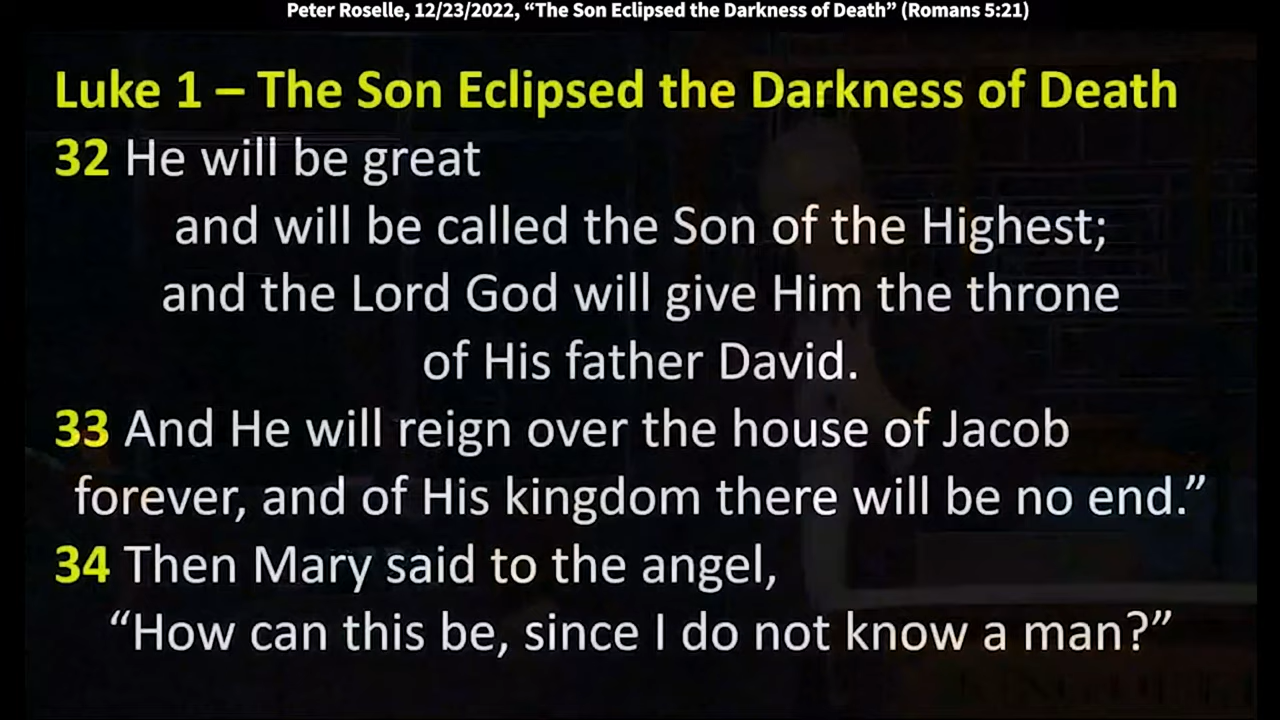 Peter Roselle, 12/23/2022, “The Son Eclipsed the Darkness of Death” (Romans 5:21)
Luke 1 – The Son Eclipsed the Darkness of Death
32 He will be great
and will be called the Son of the Highest;
and the Lord God will give Him the throne
of His father David.
33 And He will reign over the house of Jacob
forever, and of His kingdom there will be no end.”
34 Then Mary said to the angel,
“How can this be, since I do not know a man?”